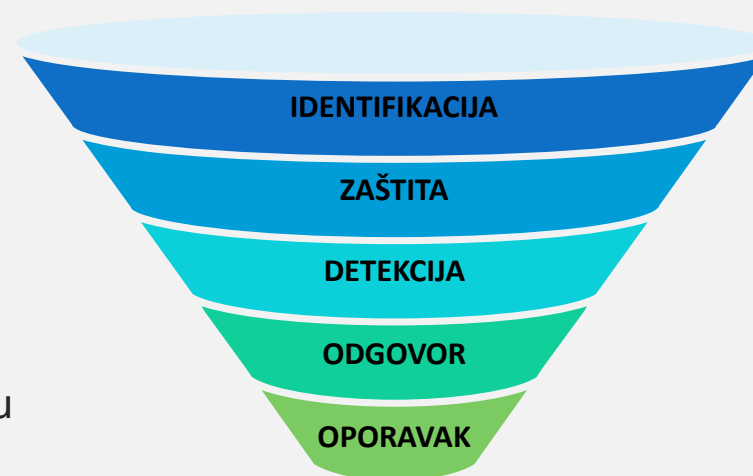 IDENTIFIKACIJA
ZAŠTITA
DETEKCIJA
ODGOVOR
u
OPORAVAK